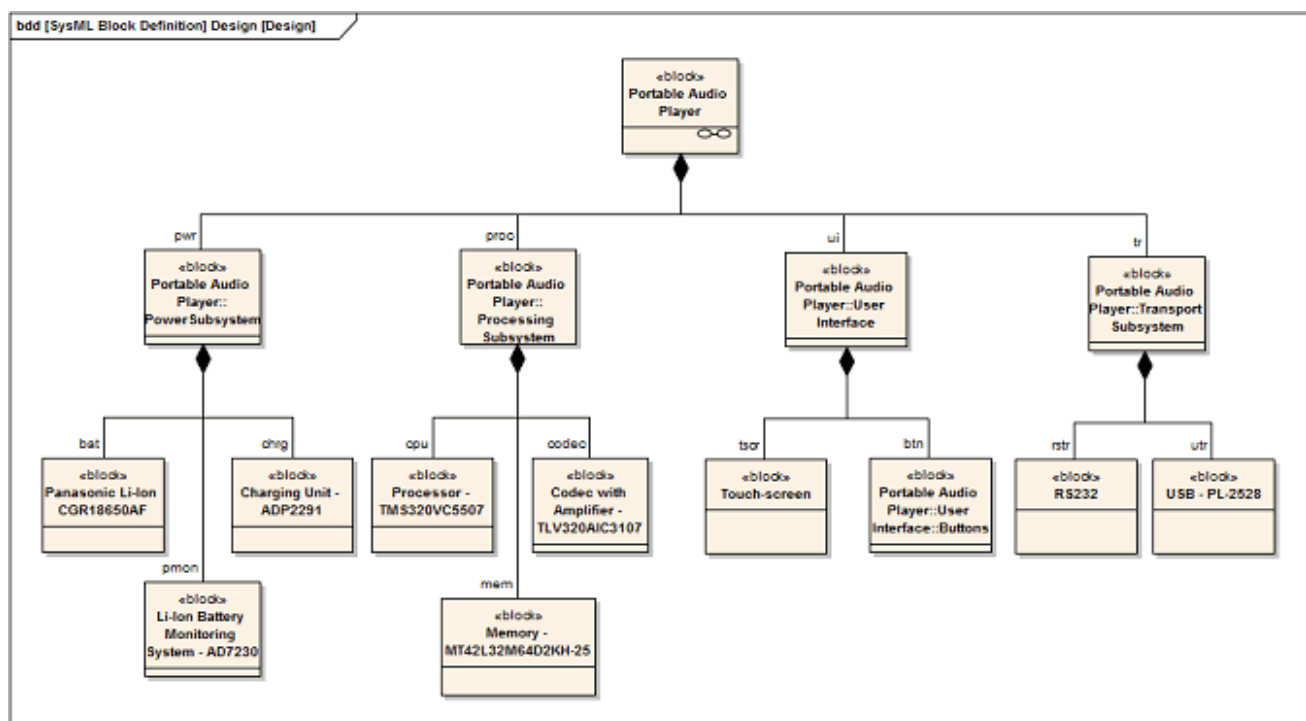 bdd [SysML Block Definition] Design [Design]
«block»
Portable Audio
Player
pwr
proc
ui
tr
«block»
Portable Audio
Player::
PowerSubsystem
«block»
Portable Audio
Player::
Processing
Subsystem
«block»
Portable Audio
Player::User
Interface
«block»
Portable Audio
Player::Transport
Subsystem
bat
chrg
cpu
codec
tscr
btn
rstr
utr
«block»
Panasonic Li-Ion
CGR18650AF
«block»
Charging Unit -
ADP2291
«block»
Processor -
TMS320VC5507
«block»
Codec with
Amplifier -
TLV320AIC3107
«block»
Touch-screen
«block»
Portable Audio
Player::User
Interface::Buttons
«block»
RS232
«block»
USB - PL-2528
pmon
mem
«block»
Li-Ion Battery
Monitoring
System - AD7230
«block»
Memory -
MT42L32M64D2KH-25